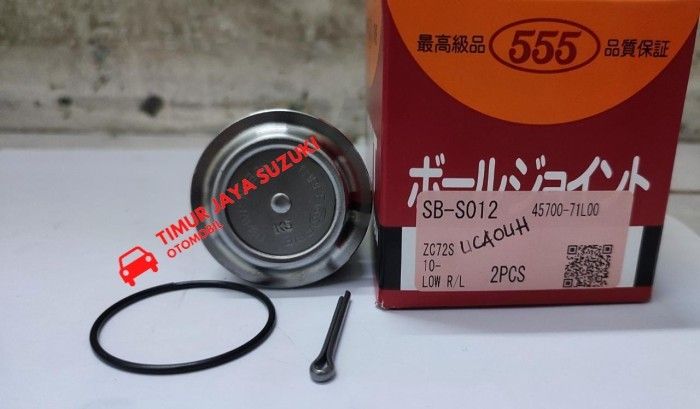 最高級品 555 品質保証
ボールジョイント
SB-S012 45700-71L00
ZC72S
10-
LOW R/L 2PCS
TIMUR JAYA SUZUKI
OTOMOBIL